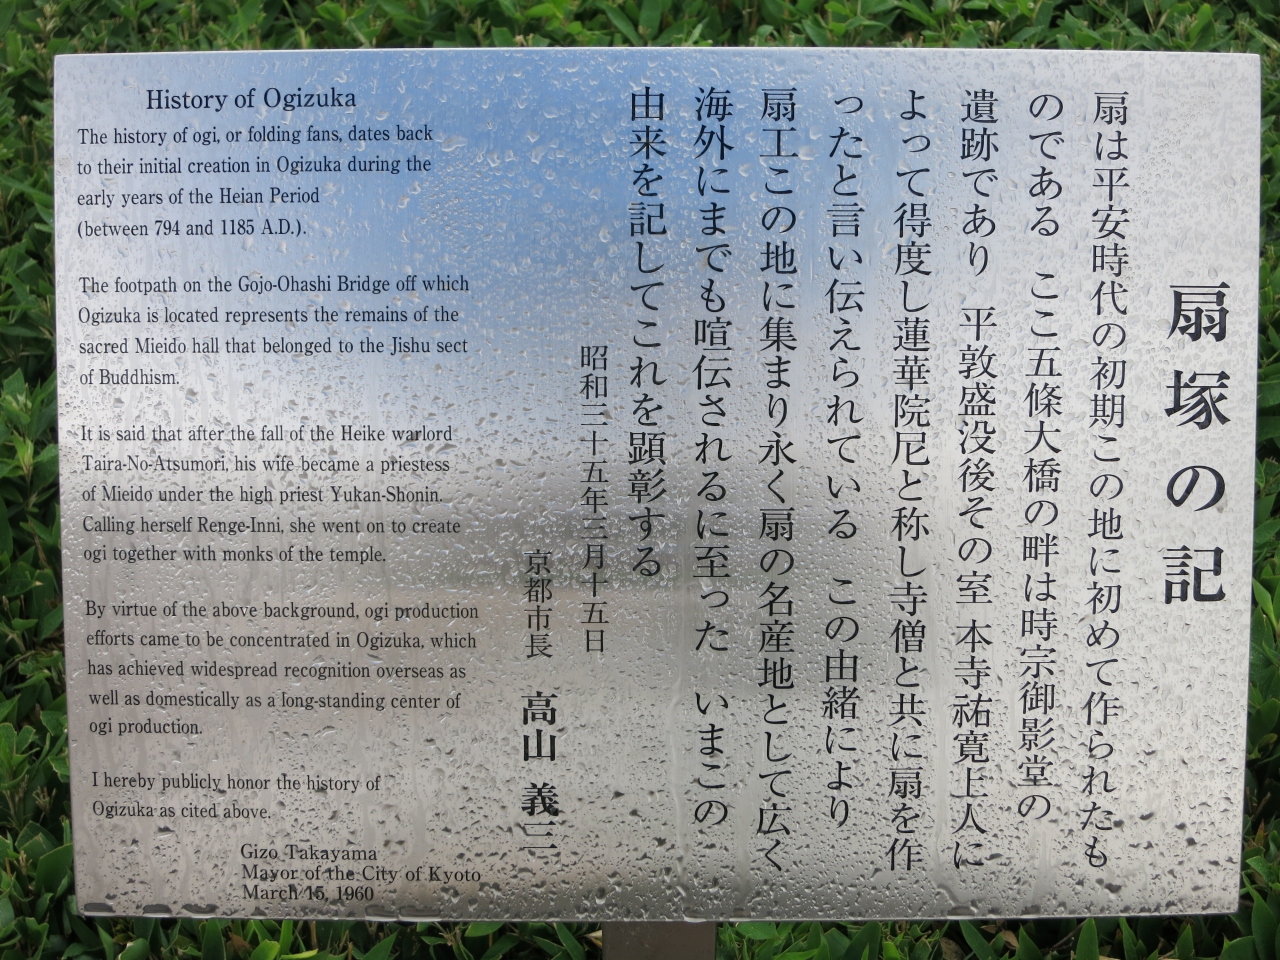 扇塚の記
扇は平安時代の初期この地に初めて作られたも
のである　ここ五條大橋の畔は時宗御影堂の
遺跡であり　平敦盛没後その室 本寺祐寛上人に
よって得度し蓮華院尼と称し寺僧と共に扇を作
ったと言い伝えられている　この由緒により
扇工この地に集まり永く扇の名産地として広く
海外にまでも喧伝されるに至った　いまこの
由来を記してこれを顕彰する
昭和三十五年三月十五日
京都市長　高山 義三
History of Ogizuka
The history of ogi, or folding fans, dates back
to their initial creation in Ogizuka during the
early years of the Heian Period
(between 794 and 1185 A.D.).
The footpath on the Gojo-Ohashi Bridge off which
Ogizuka is located represents the remains of the
sacred Mieido hall that belonged to the Jishu sect
of Buddhism.
It is said that after the fall of the Heike warlord
Taira-No-Atsumori, his wife became a priestess
of Mieido under the high priest Yukan-Shonin.
Calling herself Renge-Inni, she went on to create
ogi together with monks of the temple.
By virtue of the above background, ogi production
efforts came to be concentrated in Ogizuka, which
has achieved widespread recognition overseas as
well as domestically as a long-standing center of
ogi production.
I hereby publicly honor the history of
Ogizuka as cited above.
Gizo Takayama
Mayor of the City of Kyoto
March 15, 1960